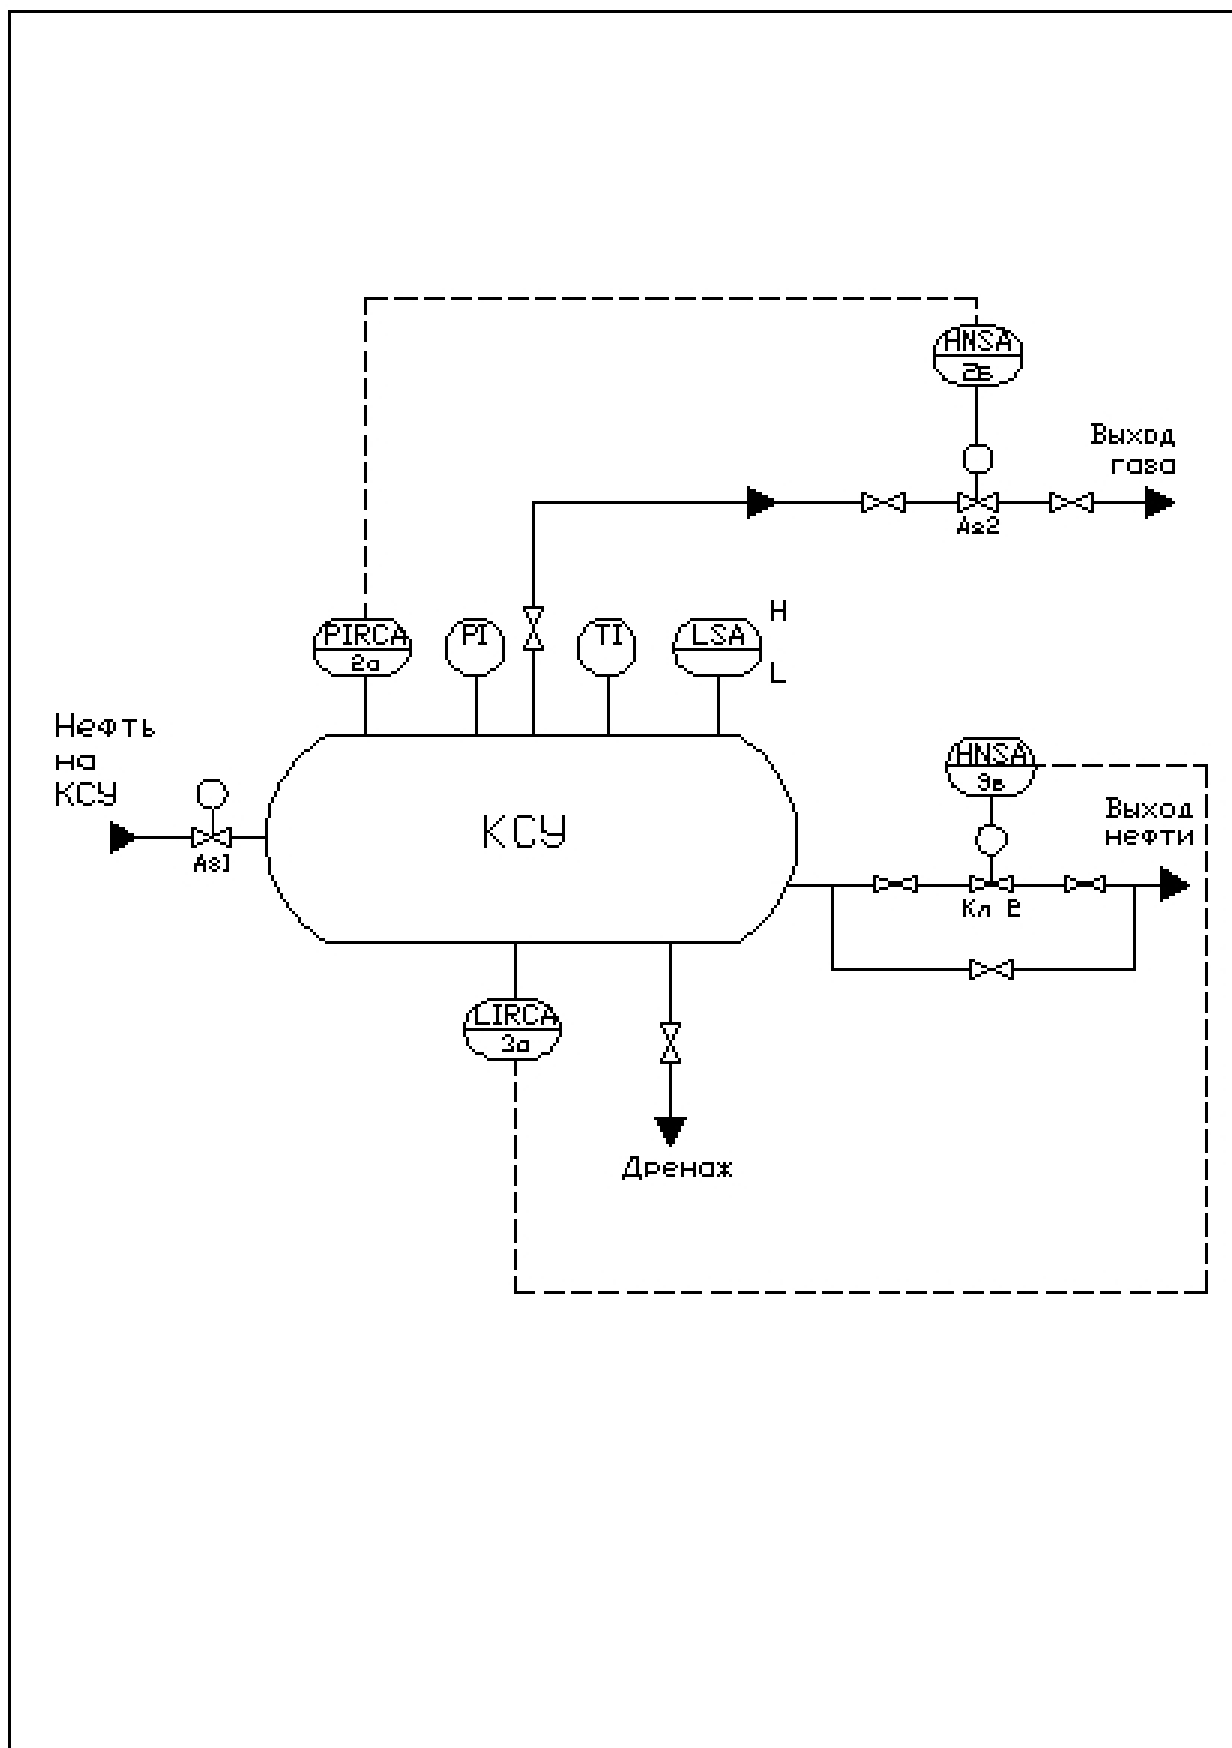 HNSA
2в
Выход
газа
Аз2
PIRCA
2а
PI
TI
LSA
H
L
Нефть
на
КСУ
Аз1
КСУ
HNSA
3в
Выход
нефти
Кл В
LIRCA
3а
Дренаж